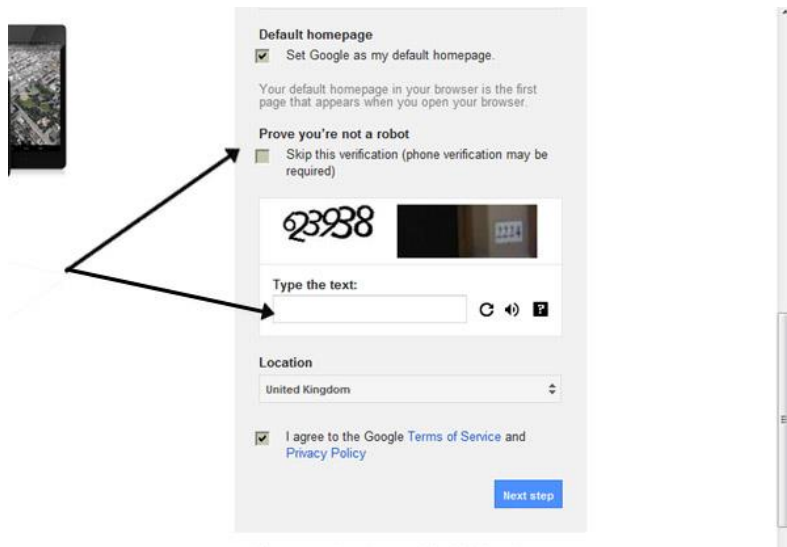 Default homepage
Set Google as my default homepage.
Your default homepage in your browser is the first
page that appears when you open your browser.
Prove you're not a robot
Skip this verification (phone verification may be
required)
2224
Type the text:
Location
United Kingdom
I agree to the Google Terms of Service and
Privacy Policy
Next step